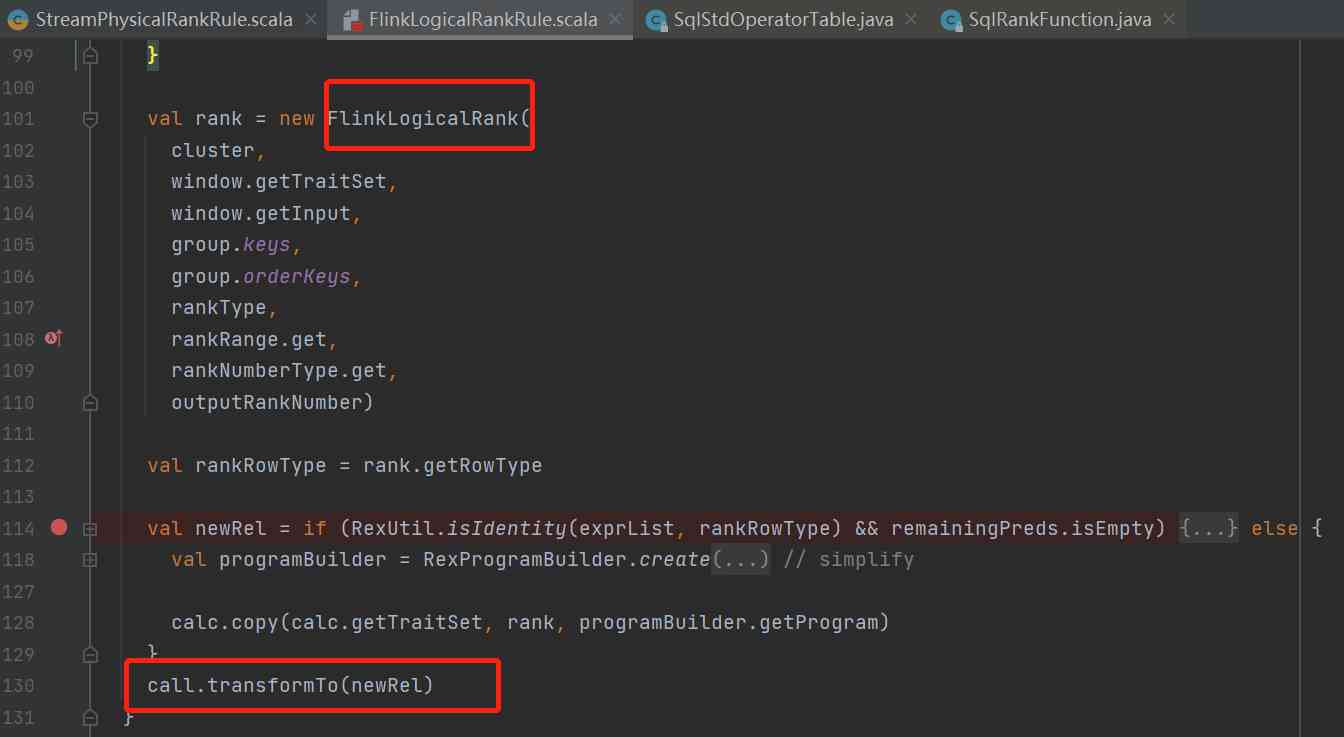 StreamPhysicalRankRule.scala FlinkLogicalRankRule.scala SqlStdOperatorTable.java SqlRankFunction.java
99 }
100
101 val rank = new FlinkLogicalRank(
102 cluster,
103 window.getTraitSet,
104 window.getInput,
105 group.keys,
106 group.orderKeys,
107 rankType,
108 rankRange.get,
109 rankNumberType.get,
110 outputRankNumber)
111
112 val rankRowType = rank.getRowType
113
114 val newRel = if (RexUtil.isIdentity(exprList, rankRowType) && remainingPreds.isEmpty) {...} else {
118 val programBuilder = RexProgramBuilder.create(...) // simplify
127
128 calc.copy(calc.getTraitSet, rank, programBuilder.getProgram)
129 }
130 call.transformTo(newRel)
131 }